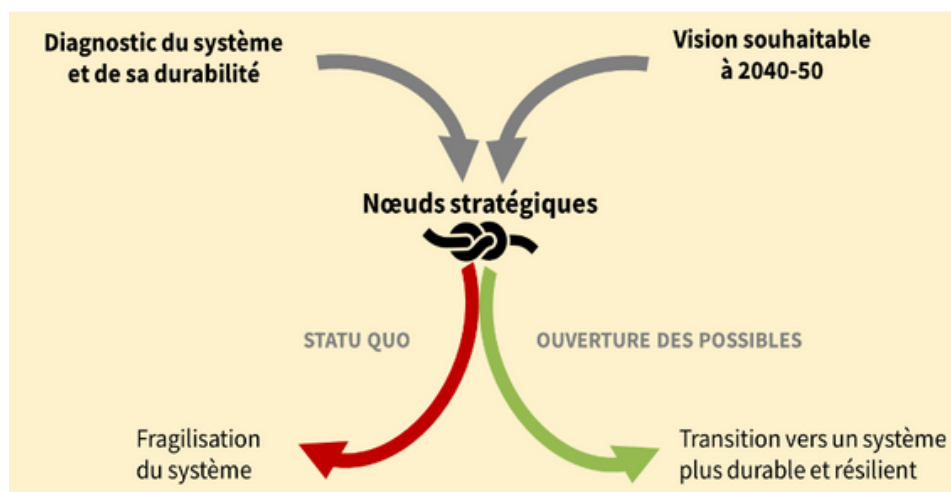 Diagnostic du système
et de sa durabilité
Vision souhaitable
à 2040-50
Nœuds stratégiques
STATU QUO
OUVERTURE DES POSSIBLES
Fragilisation
du système
Transition vers un système
plus durable et résilient